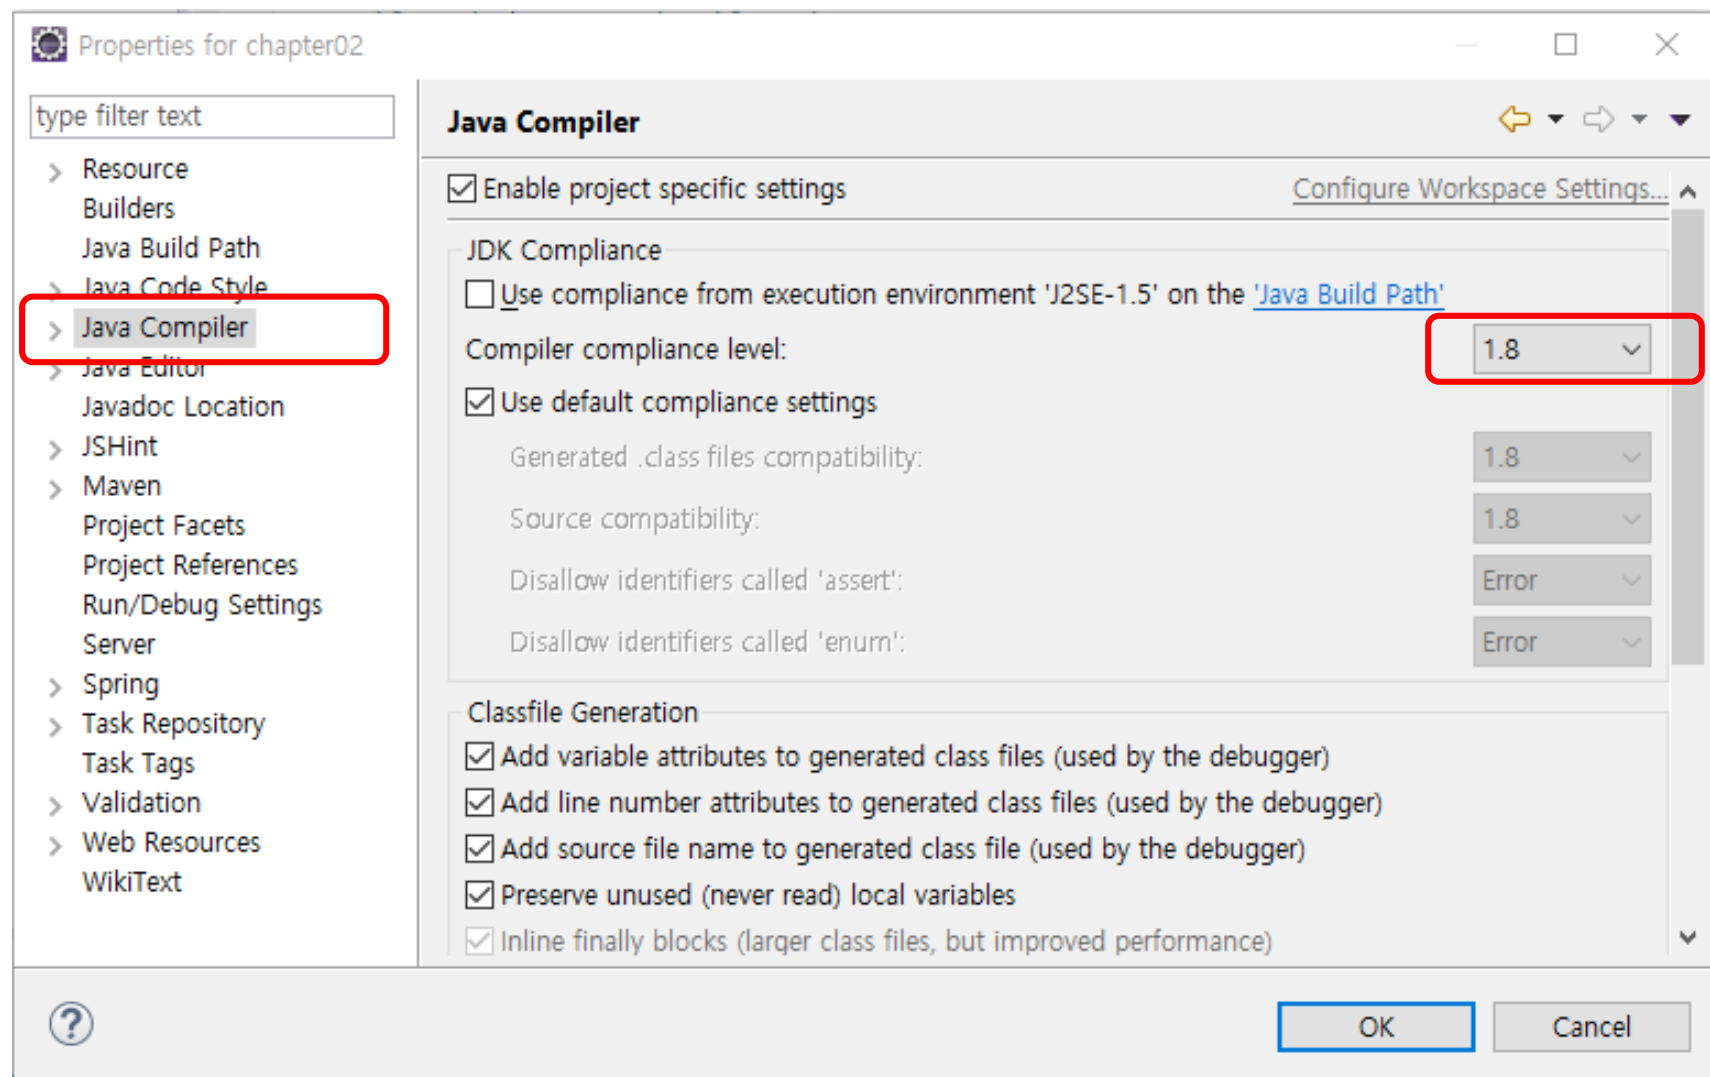 Properties for chapter02
type filter text
Resource
Builders
Java Build Path
Java Code Style
Java Compiler
Java Editor
Javadoc Location
JSHint
Maven
Project Facets
Project References
Run/Debug Settings
Server
Spring
Task Repository
Task Tags
Validation
Web Resources
WikiText
Java Compiler
Enable project specific settings
Configure Workspace Settings...
JDK Compliance
Use compliance from execution environment 'J2SE-1.5' on the 'Java Build Path'
Compiler compliance level: 1.8
Use default compliance settings
Generated .class files compatibility: 1.8
Source compatibility: 1.8
Disallow identifiers called 'assert': Error
Disallow identifiers called 'enum': Error
Classfile Generation
Add variable attributes to generated class files (used by the debugger)
Add line number attributes to generated class files (used by the debugger)
Add source file name to generated class file (used by the debugger)
Preserve unused (never read) local variables
Inline finally blocks (larger class files, but improved performance)
OK Cancel